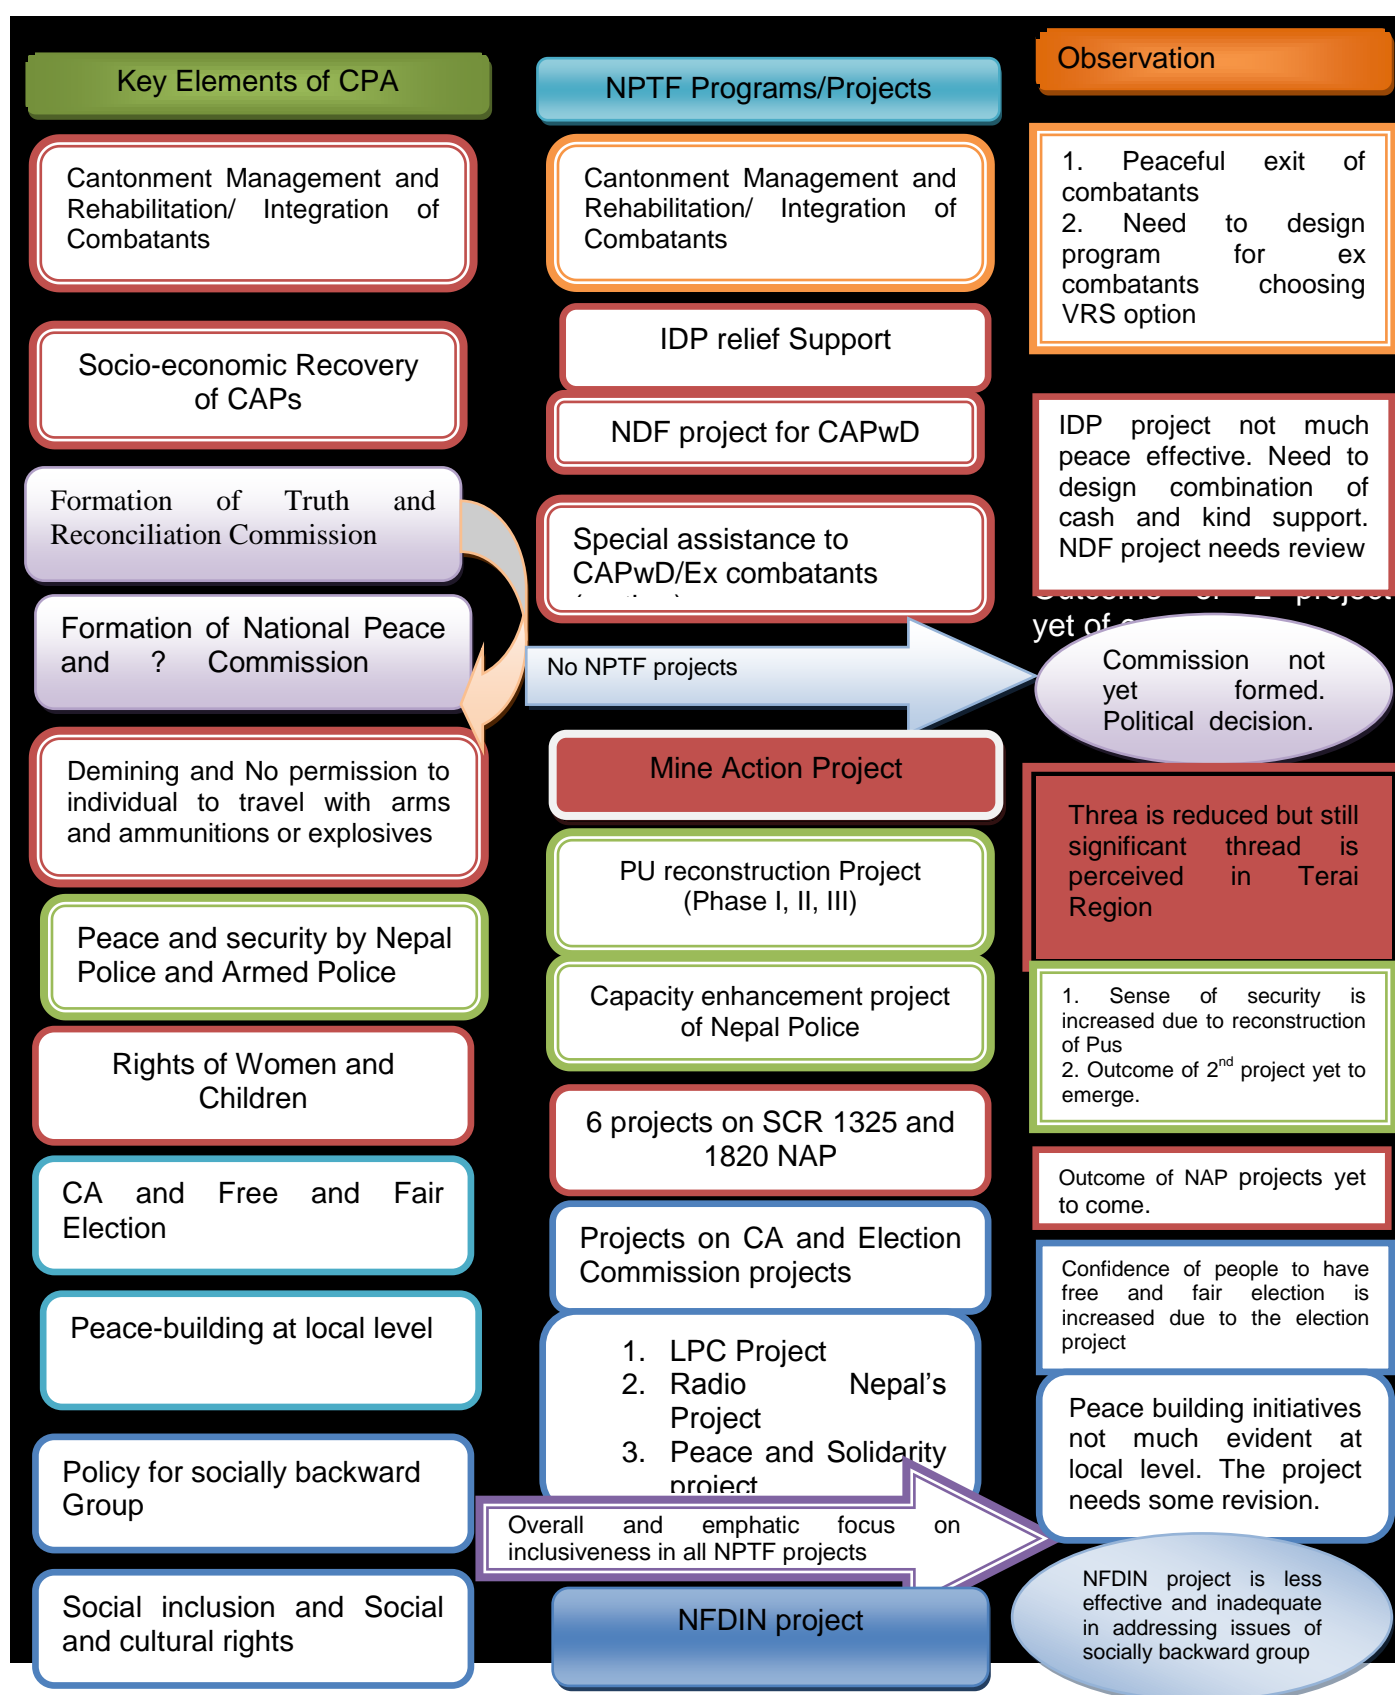 Key Elements of CPA
Cantonment Management and
Rehabilitation/ Integration of
Combatants
Socio-economic Recovery
of CAPs
Formation of Truth and
Reconciliation Commission
Formation of National Peace
and ? Commission
Demining and No permission to
individual to travel with arms
and ammunitions or explosives
Peace and security by Nepal
Police and Armed Police
Rights of Women and
Children
CA and Free and Fair
Election
Peace-building at local level
Policy for socially backward
Group
Social inclusion and Social
and cultural rights
NPTF Programs/Projects
Cantonment Management and
Rehabilitation/ Integration of
Combatants
IDP relief Support
NDF project for CAPwD
Special assistance to
CAPwD/Ex combatants
No NPTF projects
Mine Action Project
PU reconstruction Project
(Phase I, II, III)
Capacity enhancement project
of Nepal Police
6 projects on SCR 1325 and
1820 NAP
Projects on CA and Election
Commission projects
1. LPC Project
2. Radio Nepal's
Project
3. Peace and Solidarity
project
Overall and emphatic focus on
inclusiveness in all NPTF projects
NFDIN project
Observation
1. Peaceful exit of
combatants
2. Need to design
program for ex
combatants choosing
VRS option
IDP project not much
peace effective. Need to
design combination of
cash and kind support.
NDF project needs review
Outcome of 2 project
yet of
Commission not
yet formed.
Political decision.
Threa is reduced but still
significant thread is
perceived in Terai
Region
1. Sense of security is
increased due to reconstruction
of Pus
2. Outcome of 2nd project yet to
emerge.
Outcome of NAP projects yet
to come.
Confidence of people to have
free and fair election is
increased due to the election
project
Peace building initiatives
not much evident at
local level. The project
needs some revision.
NFDIN project is less
effective and inadequate
in addressing issues of
socially backward group